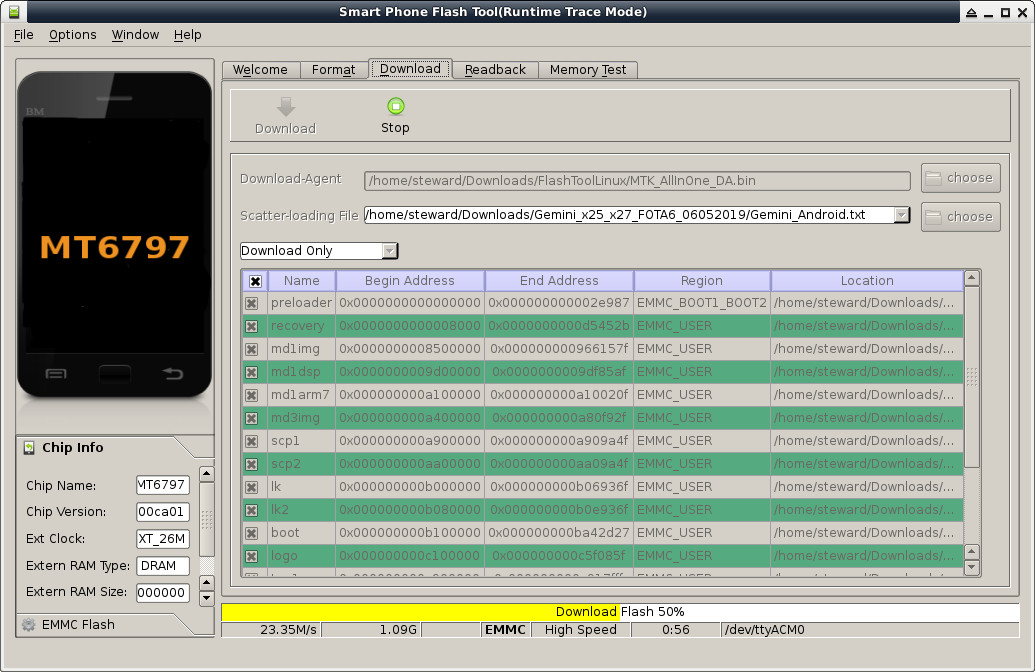 Smart Phone Flash Tool(Runtime Trace Mode)
File Options Window Help
Welcome Format Download Readback Memory Test
BM
MT6797
Download Stop
Download-Agent /home/steward/Downloads/FlashToolLinux/MTK_AllInOne_DA.bin choose
Scatter-loading File /home/steward/Downloads/Gemini_x25_x27_FOTA6_06052019/Gemini_Android.txt choose
Download Only
Name Begin Address End Address Region Location
preloader 0x0000000000000000 0x000000000002e987 EMMC_BOOT1_BOOT2 /home/steward/Downloads/...
recovery 0x0000000000008000 0x0000000000d5452b EMMC_USER /home/steward/Downloads/...
md1img 0x0000000008500000 0x000000000966157f EMMC_USER /home/steward/Downloads/...
md1dsp 0x0000000009d00000 0x0000000009df85af EMMC_USER /home/steward/Downloads/...
md1arm7 0x000000000a100000 0x000000000a10020f EMMC_USER /home/steward/Downloads/...
md3img 0x000000000a400000 0x000000000a80f92f EMMC_USER /home/steward/Downloads/...
scp1 0x000000000a900000 0x000000000a909a4f EMMC_USER /home/steward/Downloads/...
scp2 0x000000000aa00000 0x000000000aa09a4f EMMC_USER /home/steward/Downloads/...
lk 0x000000000b000000 0x000000000b06936f EMMC_USER /home/steward/Downloads/...
lk2 0x000000000b080000 0x000000000b0e936f EMMC_USER /home/steward/Downloads/...
boot 0x000000000b100000 0x000000000ba42d27 EMMC_USER /home/steward/Downloads/...
logo 0x000000000c100000 0x000000000c5f085f EMMC_USER /home/steward/Downloads/...
Chip Info
Chip Name: MT6797
Chip Version: 00ca01
Ext Clock: XT_26M
Extern RAM Type: DRAM
Extern RAM Size: 000000
EMMC Flash
Download Flash 50%
23.35M/s 1.09G EMMC High Speed 0:56 /dev/ttyACM0